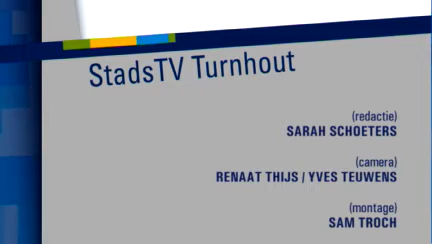 StadsTV Turnhout
(redactie)
SARAH SCHOETERS
(camera)
RENAAT THIJS / YVES TEUWENS
(montage)
SAM TROCH